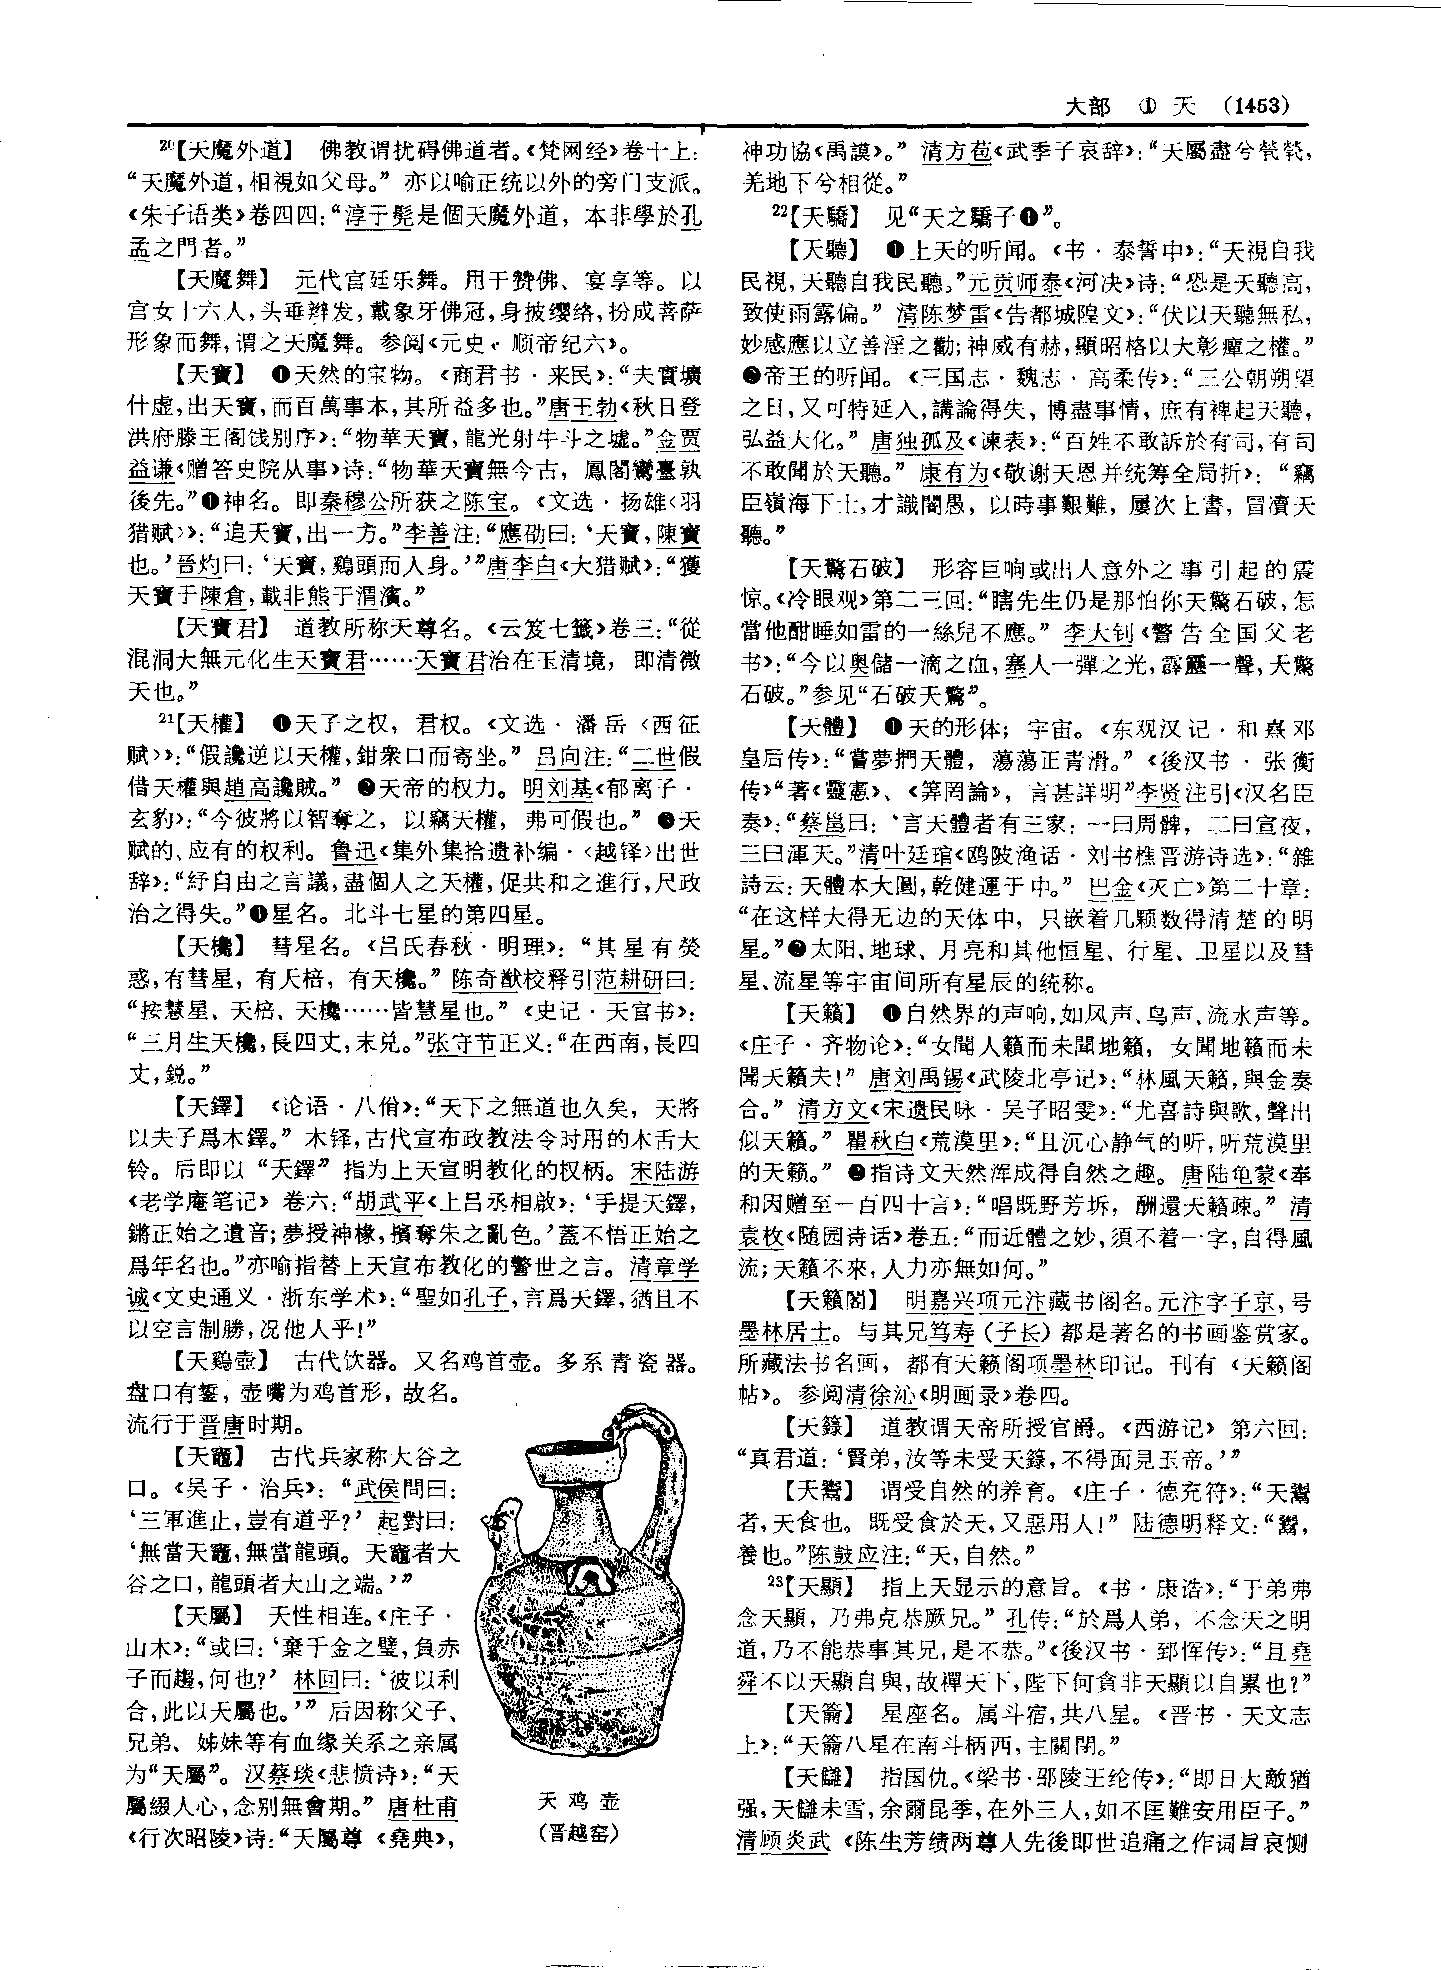 大部 ① 天 (1453)
²⁰【天魔外道】 佛教谓扰碍佛道者。《梵网经》卷十上：
“天魔外道，相視如父母。” 亦以喻正统以外的旁门支派。
《朱子语类》卷四四：“淳于髡是個天魔外道，本非學於孔
孟之門者。”
【天魔舞】 元代宫廷乐舞。用于赞佛、宴享等。以
宫女十六人，头垂辫发，戴象牙佛冠，身披缨络，扮成菩萨
形象而舞，谓之天魔舞。参阅《元史·顺帝纪六》。
【天寶】 ❶天然的宝物。《商君书·来民》：“夫實壙
什虚，出天寶，而百萬事本，其所益多也。”唐王勃《秋日登
洪府滕王阁饯别序》：“物華天寶，龍光射牛斗之墟。”金贾
益谦《赠答史院从事》诗：“物華天寶無今古，鳳閣鸞臺孰
後先。”❶神名。即秦穆公所获之陈宝。《文选·扬雄〈羽
猎赋〉》：“追天寶，出一方。”李善注：“應劭曰：‘天寶，陳寶
也。’晉灼曰：‘天寶，鷄頭而人身。’”唐李白《大猎赋》：“獲
天寶于陳倉，載非熊于渭濱。”
【天寶君】 道教所称天尊名。《云笈七籤》卷三：“從
混洞大無元化生天寶君……天寶君治在玉清境，即清微
天也。”
²¹【天權】 ❶天子之权，君权。《文选·潘岳〈西征
赋〉》：“假讒逆以天權，鉗衆口而寄坐。” 吕向注：“二世假
借天權與趙高讒賊。” ❷天帝的权力。明刘基《郁离子·
玄豹》：“今彼將以智奪之，以竊天權，弗可假也。” ❸天
赋的、应有的权利。鲁迅《集外集拾遗补编·〈越铎〉出世
辞》：“紓自由之言議，盡個人之天權，促共和之進行，尺政
治之得失。”❹星名。北斗七星的第四星。
【天欃】 彗星名。《吕氏春秋·明理》：“其星有熒
惑，有彗星，有天棓，有天欃。” 陈奇猷校释引范耕研曰：
“按慧星、天棓、天欃……皆慧星也。”《史记·天官书》：
“三月生天欃，長四丈，末兑。”张守节正义：“在西南，長四
丈，鋭。”
【天鐸】 《论语·八佾》：“天下之無道也久矣，天將
以夫子爲木鐸。” 木铎，古代宣布政教法令时用的木舌大
铃。后即以“天鐸”指为上天宣明教化的权柄。宋陆游
《老学庵笔记》卷六：“胡武平《上吕丞相啟》：‘手提天鐸，
鏘正始之遺音；夢授神椽，擯奪朱之亂色。’蓋不悟正始之
爲年名也。”亦喻指替上天宣布教化的警世之言。清章学
诚《文史通义·浙东学术》：“聖如孔子，言爲天鐸，猶且不
以空言制勝，况他人乎！”
【天鷄壺】 古代饮器。又名鸡首壶。多系青瓷器。
盘口有鋬，壶嘴为鸡首形，故名。
流行于晋唐时期。
【天竈】 古代兵家称大谷之
口。《吴子·治兵》：“武侯問曰：
‘三軍進止，豈有道乎？’起對曰：
‘無當天竈，無當龍頭。天竈者大
谷之口，龍頭者大山之端。’”
【天屬】 天性相连。《庄子·
山木》：“或曰：‘棄千金之璧，負赤
子而趨，何也？’林回曰：‘彼以利
合，此以天屬也。’”后因称父子、
兄弟、姊妹等有血缘关系之亲属
为“天屬”。汉蔡琰《悲愤诗》：“天
屬綴人心，念别無會期。”唐杜甫
《行次昭陵》诗：“天屬尊《堯典》，
天鸡壶
（晋越窑）
神功協《禹謨》。” 清方苞《武季子哀辞》：“天屬盡兮煢煢，
羌地下兮相從。”
²²【天驕】 见“天之驕子❶”。
【天聽】 ❶上天的听闻。《书·泰誓中》：“天視自我
民視，天聽自我民聽。”元贡师泰《河决》诗：“恐是天聽高，
致使雨露偏。” 清陈梦雷《告都城隍文》：“伏以天聽無私，
妙感應以立善淫之勸；神威有赫，顯昭格以大彰癉之權。”
❷帝王的听闻。《三国志·魏志·高柔传》：“三公朝朔望
之日，又可特延入，講論得失，博盡事情，庶有裨起天聽，
弘益大化。” 唐独孤及《谏表》：“百姓不敢訴於有司，有司
不敢聞於天聽。” 康有为《敬谢天恩并统筹全局折》：“竊
臣嶺海下士，才識闇愚，以時事艱難，屢次上書，冒瀆天
聽。”
【天驚石破】 形容巨响或出人意外之事引起的震
惊。《冷眼观》第二三回：“瞎先生仍是那怕你天驚石破，怎
當他酣睡如雷的一絲兒不應。” 李大钊《警告全国父老
书》：“今以奥儲一滴之血，塞人一彈之光，霹靂一聲，天驚
石破。”参见“石破天驚”。
【天體】 ❶天的形体；宇宙。《东观汉记·和熹邓
皇后传》：“嘗夢捫天體，蕩蕩正青滑。”《後汉书·张衡
传》“著《靈憲》、《筭罔論》，言甚詳明”李贤注引《汉名臣
奏》：“蔡邕曰：‘言天體者有三家：一曰周髀，二曰宣夜，
三曰渾天。”清叶廷琯《鸥陂渔话·刘书樵晋游诗选》：“雜
詩云：天體本大圓，乾健運于中。” 巴金《灭亡》第二十章：
“在这样大得无边的天体中，只嵌着几颗数得清楚的明
星。”❷太阳、地球、月亮和其他恒星、行星、卫星以及彗
星、流星等宇宙间所有星辰的统称。
【天籟】 ❶自然界的声响，如风声、鸟声、流水声等。
《庄子·齐物论》：“女聞人籟而未聞地籟，女聞地籟而未
聞天籟夫！” 唐刘禹锡《武陵北亭记》：“林風天籟，與金奏
合。” 清方文《宋遗民咏·吴子昭雯》：“尤喜詩與歌，聲出
似天籟。” 瞿秋白《荒漠里》：“且沉心静气的听，听荒漠里
的天籁。” ❷指诗文天然浑成得自然之趣。唐陆龟蒙《奉
和因赠至一百四十言》：“唱既野芳坼，酬還天籟疎。” 清
袁枚《随园诗话》卷五：“而近體之妙，須不着一字，自得風
流；天籟不來，人力亦無如何。”
【天籟閣】 明嘉兴项元汴藏书阁名。元汴字子京，号
墨林居士。与其兄笃寿（子长）都是著名的书画鉴赏家。
所藏法书名画，都有天籁阁项墨林印记。刊有《天籁阁
帖》。参阅清徐沁《明画录》卷四。
【天籙】 道教谓天帝所授官爵。《西游记》第六回：
“真君道：‘賢弟，汝等未受天籙，不得面見玉帝。’”
【天鬻】 谓受自然的养育。《庄子·德充符》：“天鬻
者，天食也。既受食於天，又惡用人！” 陆德明释文：“鬻，
養也。”陈鼓应注：“天，自然。”
²³【天顯】 指上天显示的意旨。《书·康诰》：“于弟弗
念天顯，乃弗克恭厥兄。” 孔传：“於爲人弟，不念天之明
道，乃不能恭事其兄，是不恭。”《後汉书·郅恽传》：“且堯
舜不以天顯自與，故禪天下，陛下何貪非天顯以自累也？”
【天籥】 星座名。属斗宿，共八星。《晋书·天文志
上》：“天籥八星在南斗柄西，主關閉。”
【天讎】 指国仇。《梁书·邵陵王纶传》：“即日大敵猶
强，天讎未雪，余爾昆季，在外三人，如不匡難安用臣子。”
清顾炎武《陈生芳绩两尊人先後即世追痛之作词旨哀恻